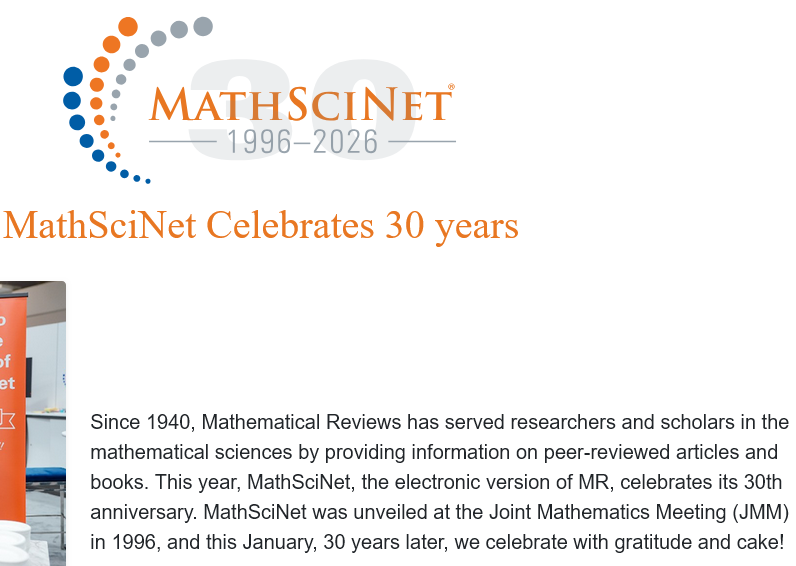 30
MATHSCINET®
1996–2026
MathSciNet Celebrates 30 years
of
et
Since 1940, Mathematical Reviews has served researchers and scholars in the
mathematical sciences by providing information on peer-reviewed articles and
books. This year, MathSciNet, the electronic version of MR, celebrates its 30th
anniversary. MathSciNet was unveiled at the Joint Mathematics Meeting (JMM)
in 1996, and this January, 30 years later, we celebrate with gratitude and cake!